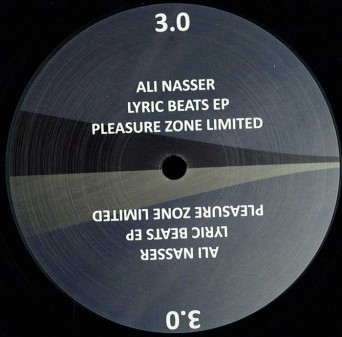 3.0
ALI NASSER
LYRIC BEATS EP
PLEASURE ZONE LIMITED
ALI NASSER
LYRIC BEATS EP
PLEASURE ZONE LIMITED
3.0